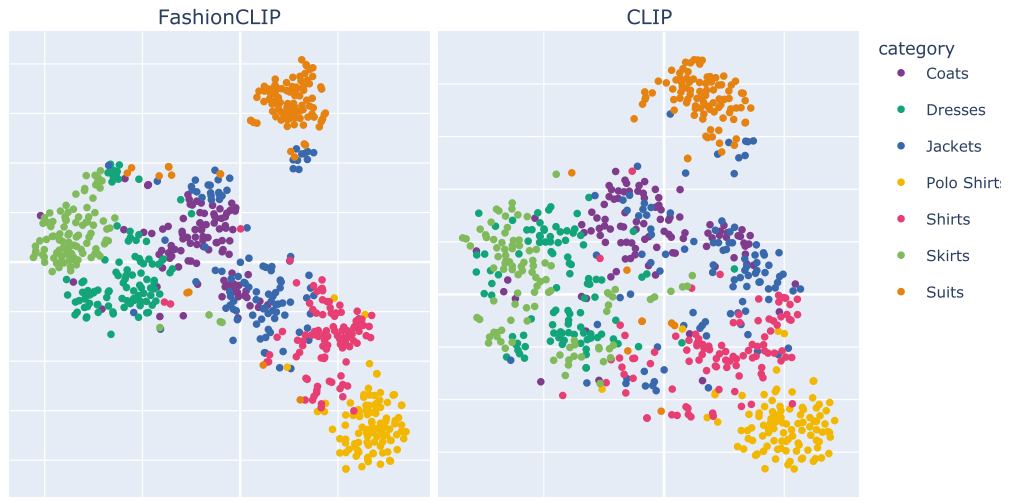 FashionCLIP
CLIP
category
Coats
Dresses
Jackets
Polo Shirts
Shirts
Skirts
Suits